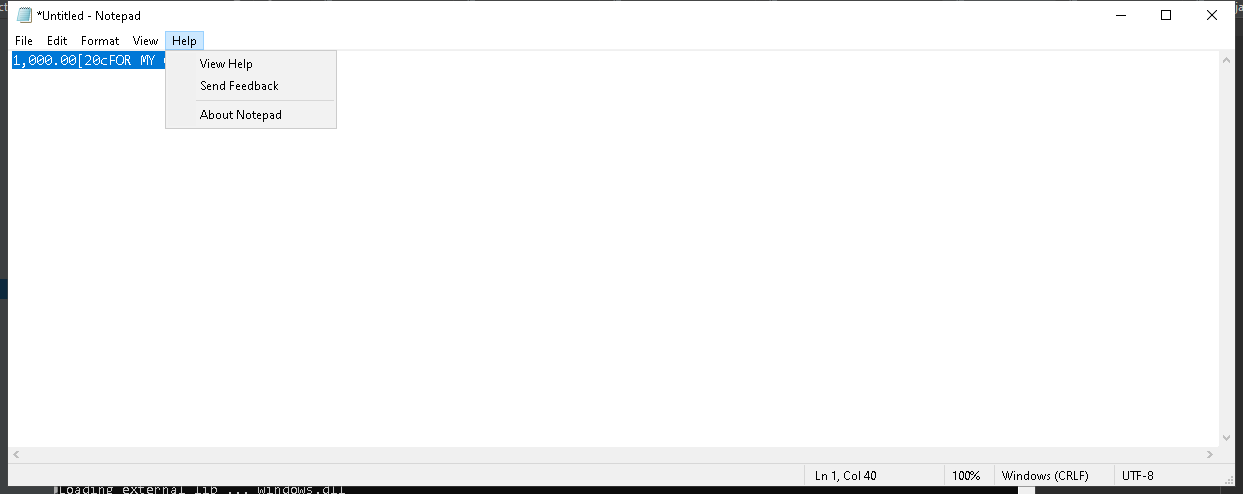 *Untitled - Notepad
File Edit Format View Help
1,000.00[20cFOR MY
View Help
Send Feedback
About Notepad
Ln 1, Col 40 100% Windows (CRLF) UTF-8
Loading external lib ... windows.dll